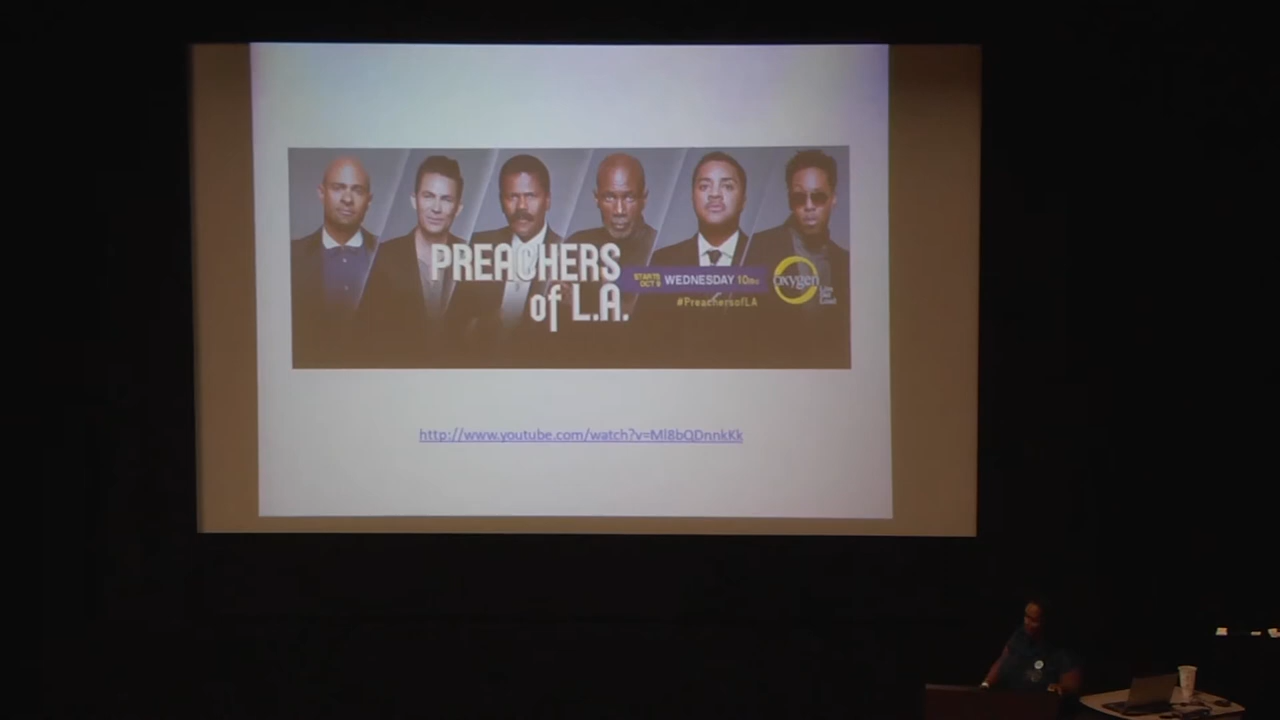 PREACHERS
of L.A.
STARTS
OCT 9
WEDNESDAY 10
#PreachersofLA
oxygen
http://www.youtube.com/watch?v=Ml8bQDnnkKk